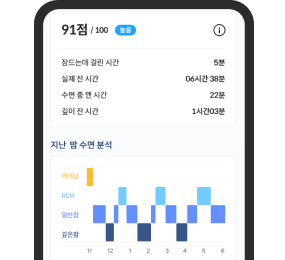 91점 / 100 높음
잠드는데 걸린 시간 5분
실제 잔 시간 06시간 38분
수면 중 깬 시간 22분
깊이 잔 시간 1시간03분
지난 밤 수면 분석
깨어남
REM
얕은잠
깊은잠
11 12 1 2 3 4 5 6